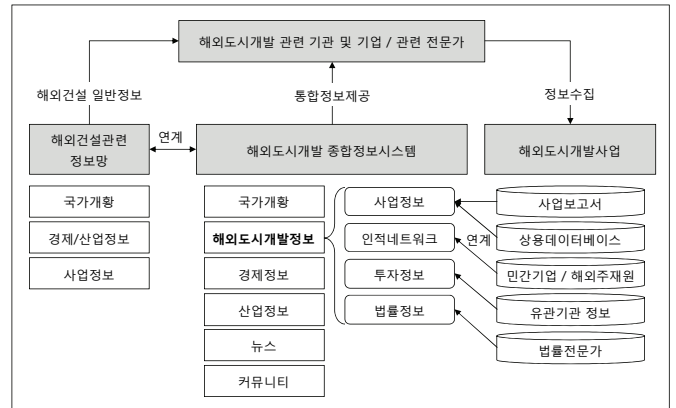 해외도시개발 관련 기관 및 기업 / 관련 전문가
해외건설 일반정보
통합정보제공
정보수집
해외건설관련
정보망
연계
해외도시개발 종합정보시스템
해외도시개발사업
국가개황
경제/산업정보
사업정보
국가개황
해외도시개발정보
경제정보
산업정보
뉴스
커뮤니티
사업정보
인적네트워크
투자정보
법률정보
연계
사업보고서
상용데이터베이스
민간기업 / 해외주재원
유관기관 정보
법률전문가